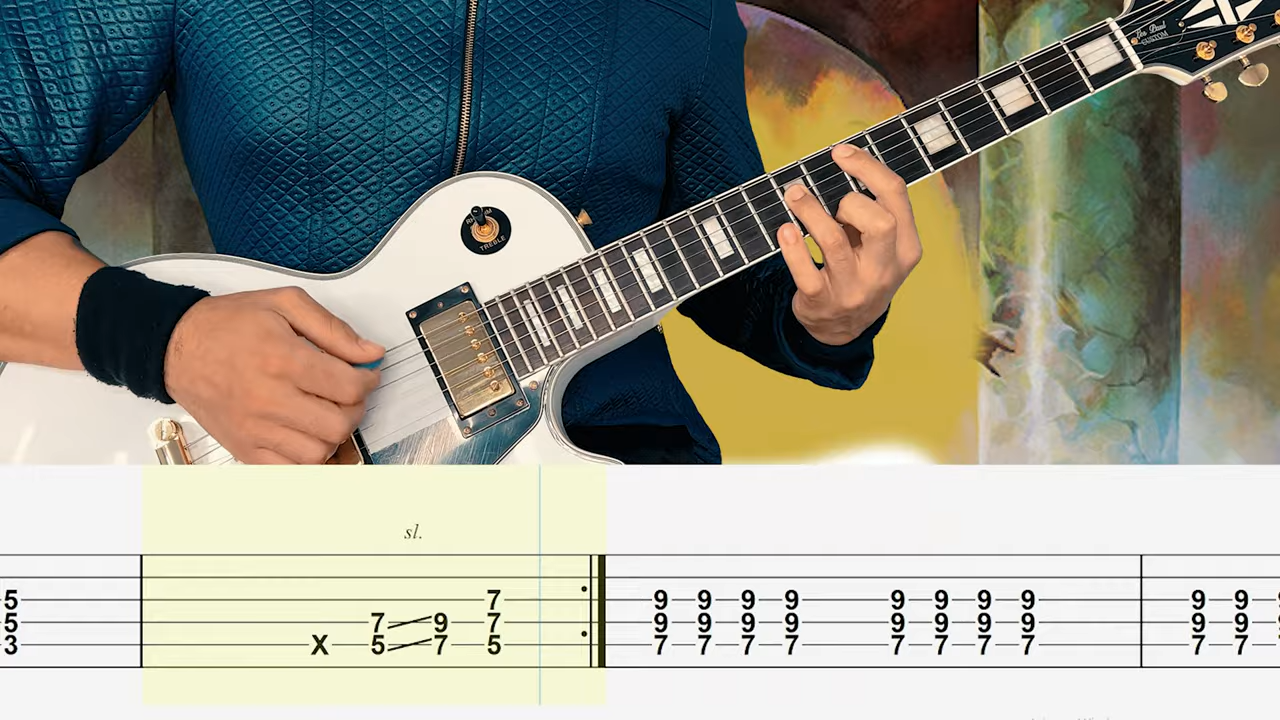 Les Paul
CUSTOM
RHYTHM
TREBLE
sl.
5 7 9 9 9 9 9 9 9 9 9
5 7 9 7 9 9 9 9 9 9 9 9 9 9
3 X 5 7 5 7 7 7 7 7 7 7 7 7 7